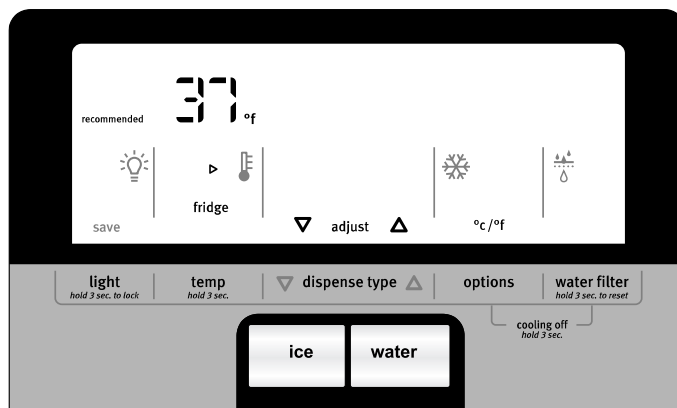 37 °f
recommended
fridge
save
adjust
°c/°f
light
hold 3 sec. to lock
temp
hold 3 sec.
dispense type
options
water filter
hold 3 sec. to reset
cooling off
hold 3 sec.
ice
water